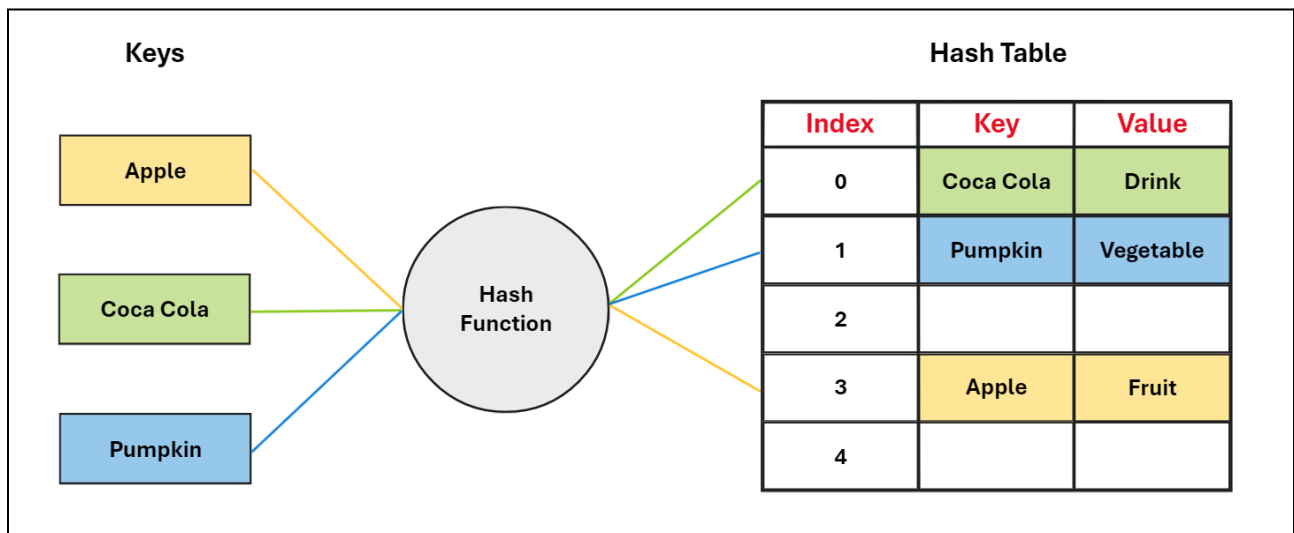 Keys
Apple
Coca Cola
Pumpkin
Hash
Function
Hash Table
Index Key Value
0 Coca Cola Drink
1 Pumpkin Vegetable
2
3 Apple Fruit
4